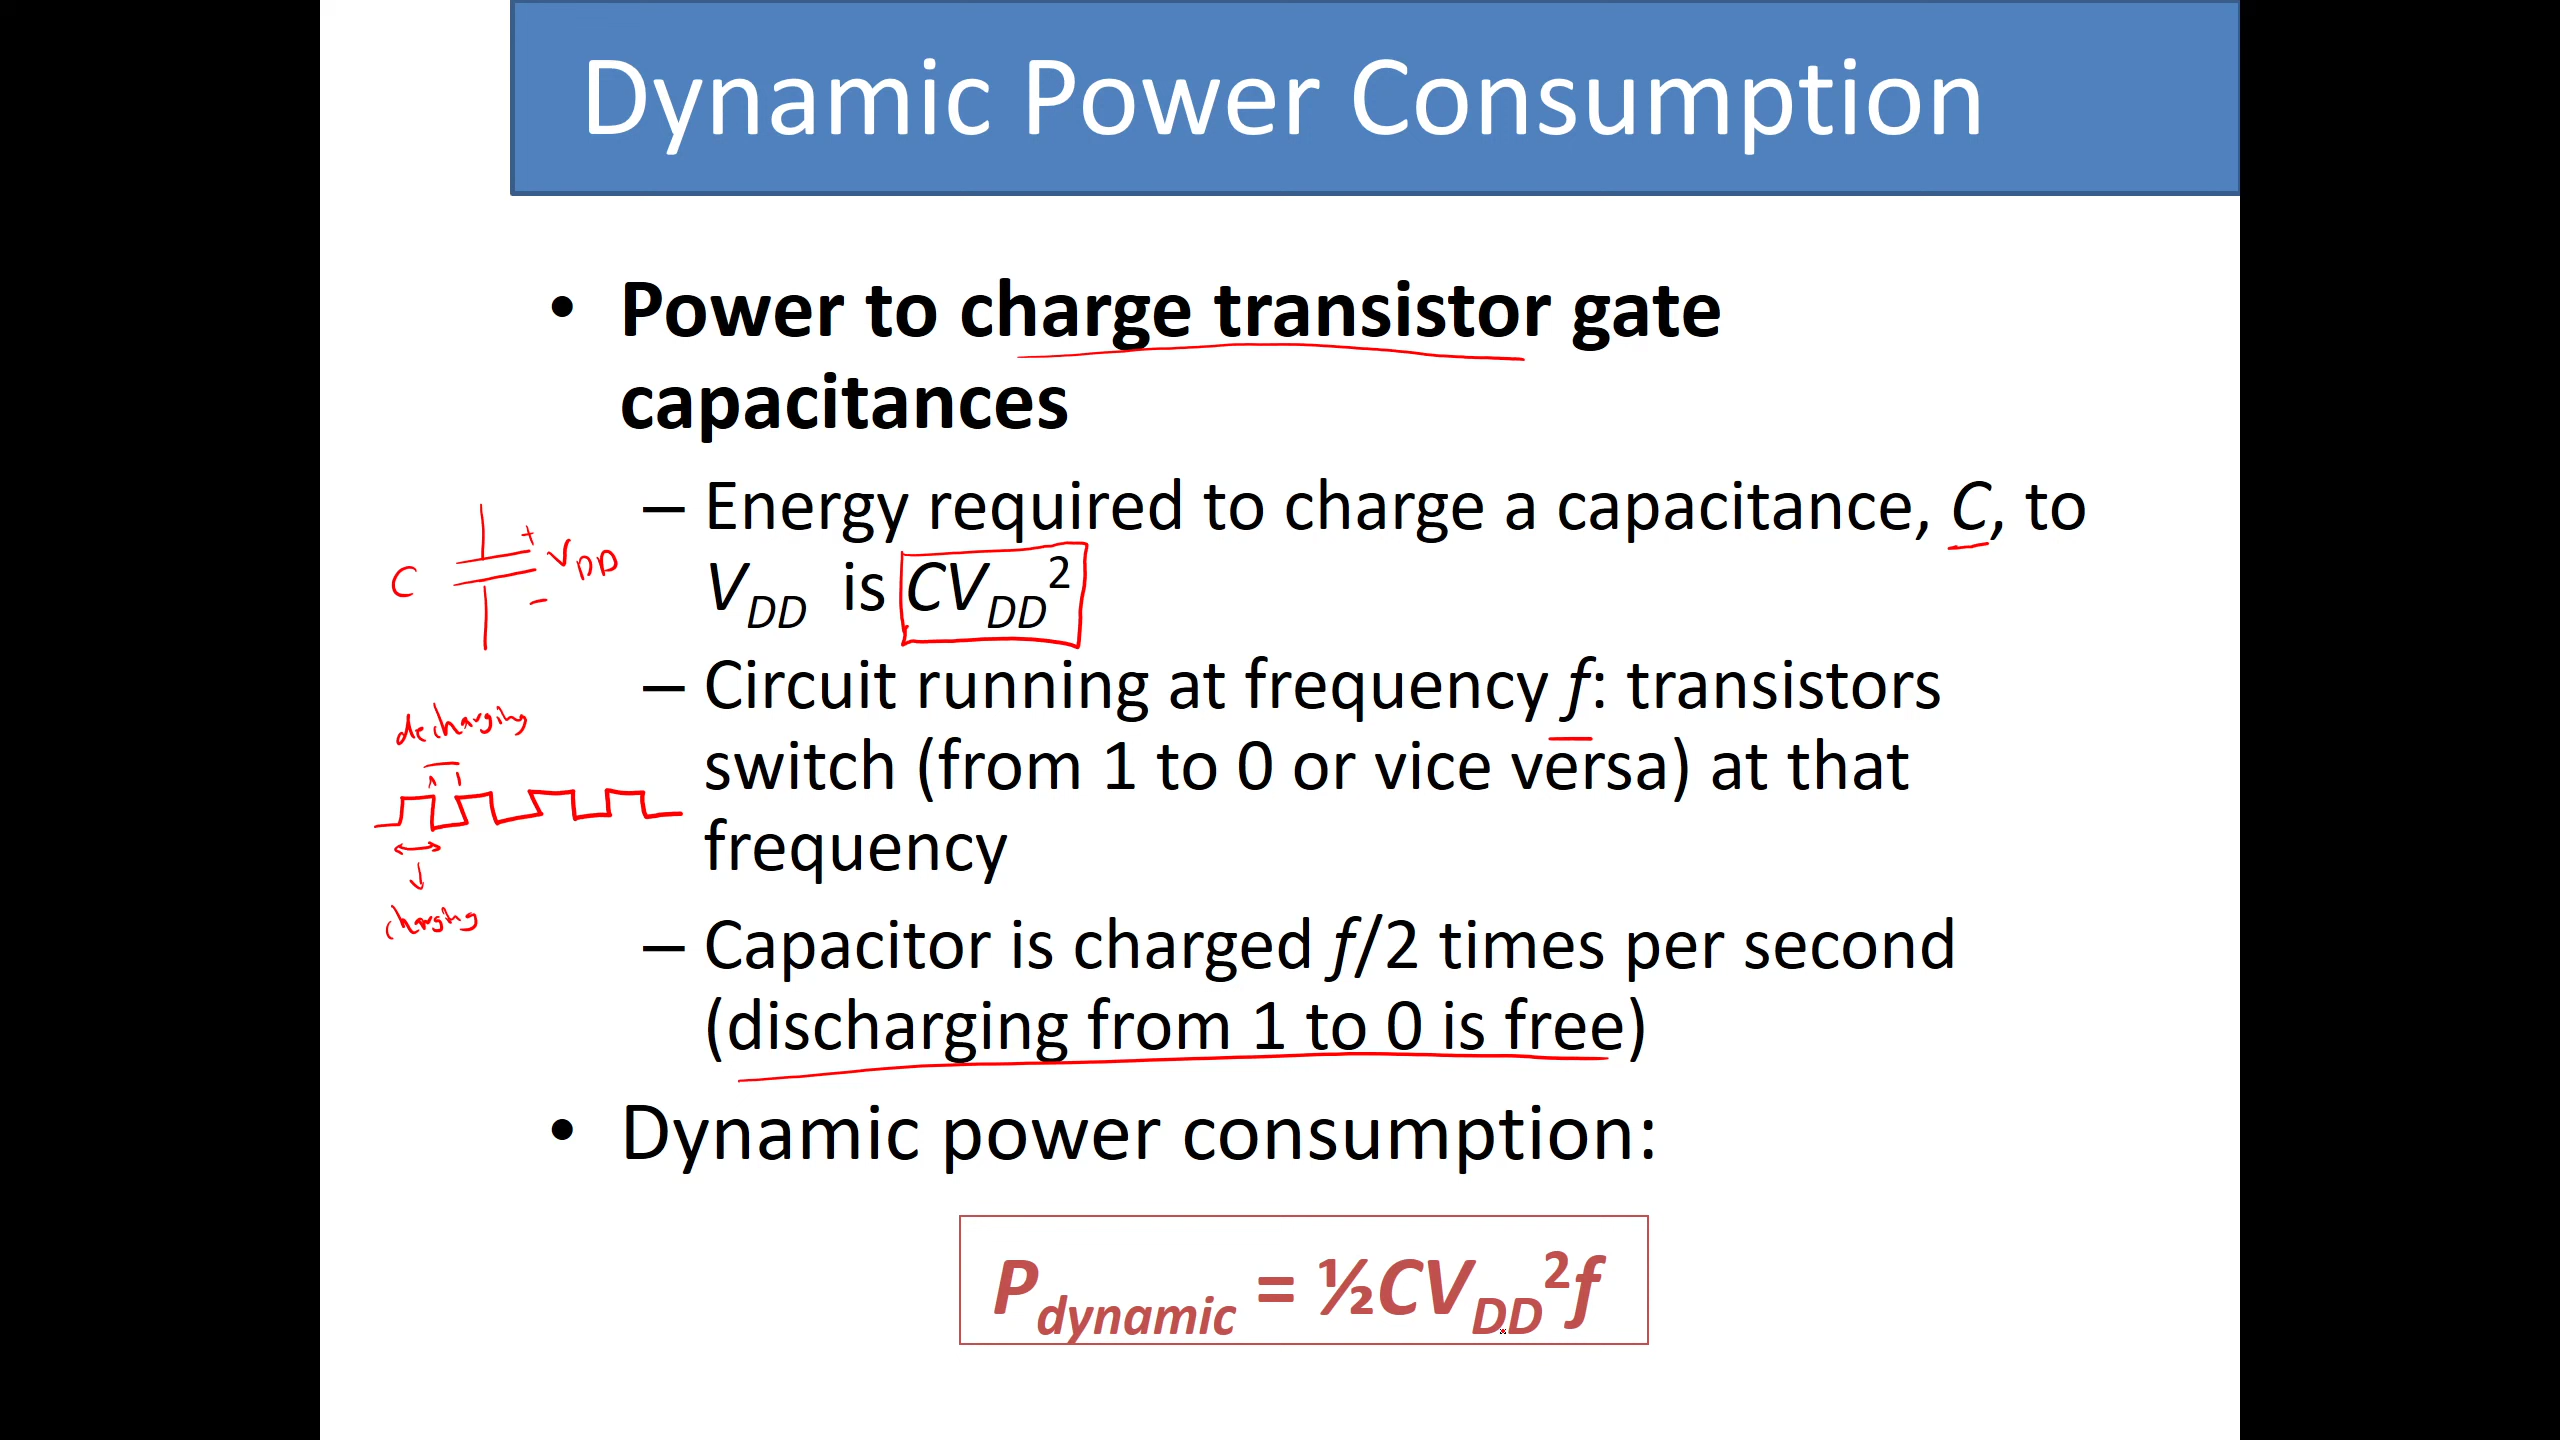 Dynamic Power Consumption
• Power to charge transistor gate
capacitances
– Energy required to charge a capacitance, C, to
V_DD is CV_DD²
C + V_DD –
– Circuit running at frequency f: transistors
switch (from 1 to 0 or vice versa) at that
frequency
decharging
charging
– Capacitor is charged f/2 times per second
(discharging from 1 to 0 is free)
• Dynamic power consumption:
P_dynamic = ½CV_DD²f